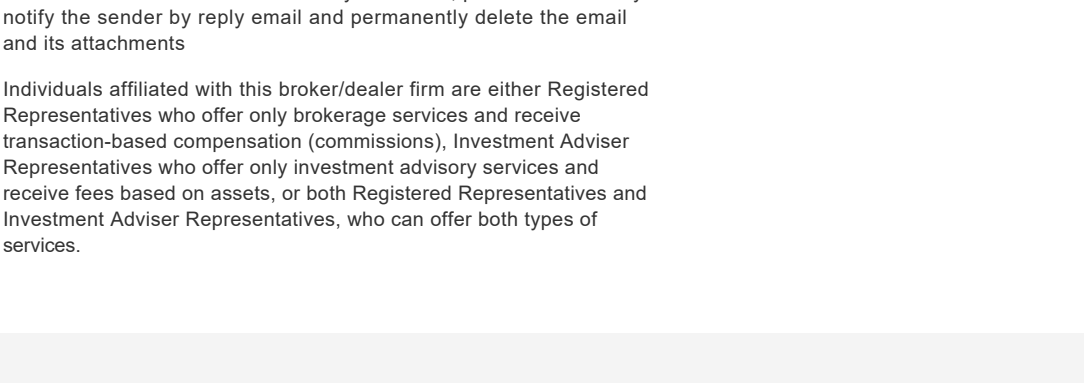 notify the sender by reply email and permanently delete the email
and its attachments
Individuals affiliated with this broker/dealer firm are either Registered
Representatives who offer only brokerage services and receive
transaction-based compensation (commissions), Investment Adviser
Representatives who offer only investment advisory services and
receive fees based on assets, or both Registered Representatives and
Investment Adviser Representatives, who can offer both types of
services.